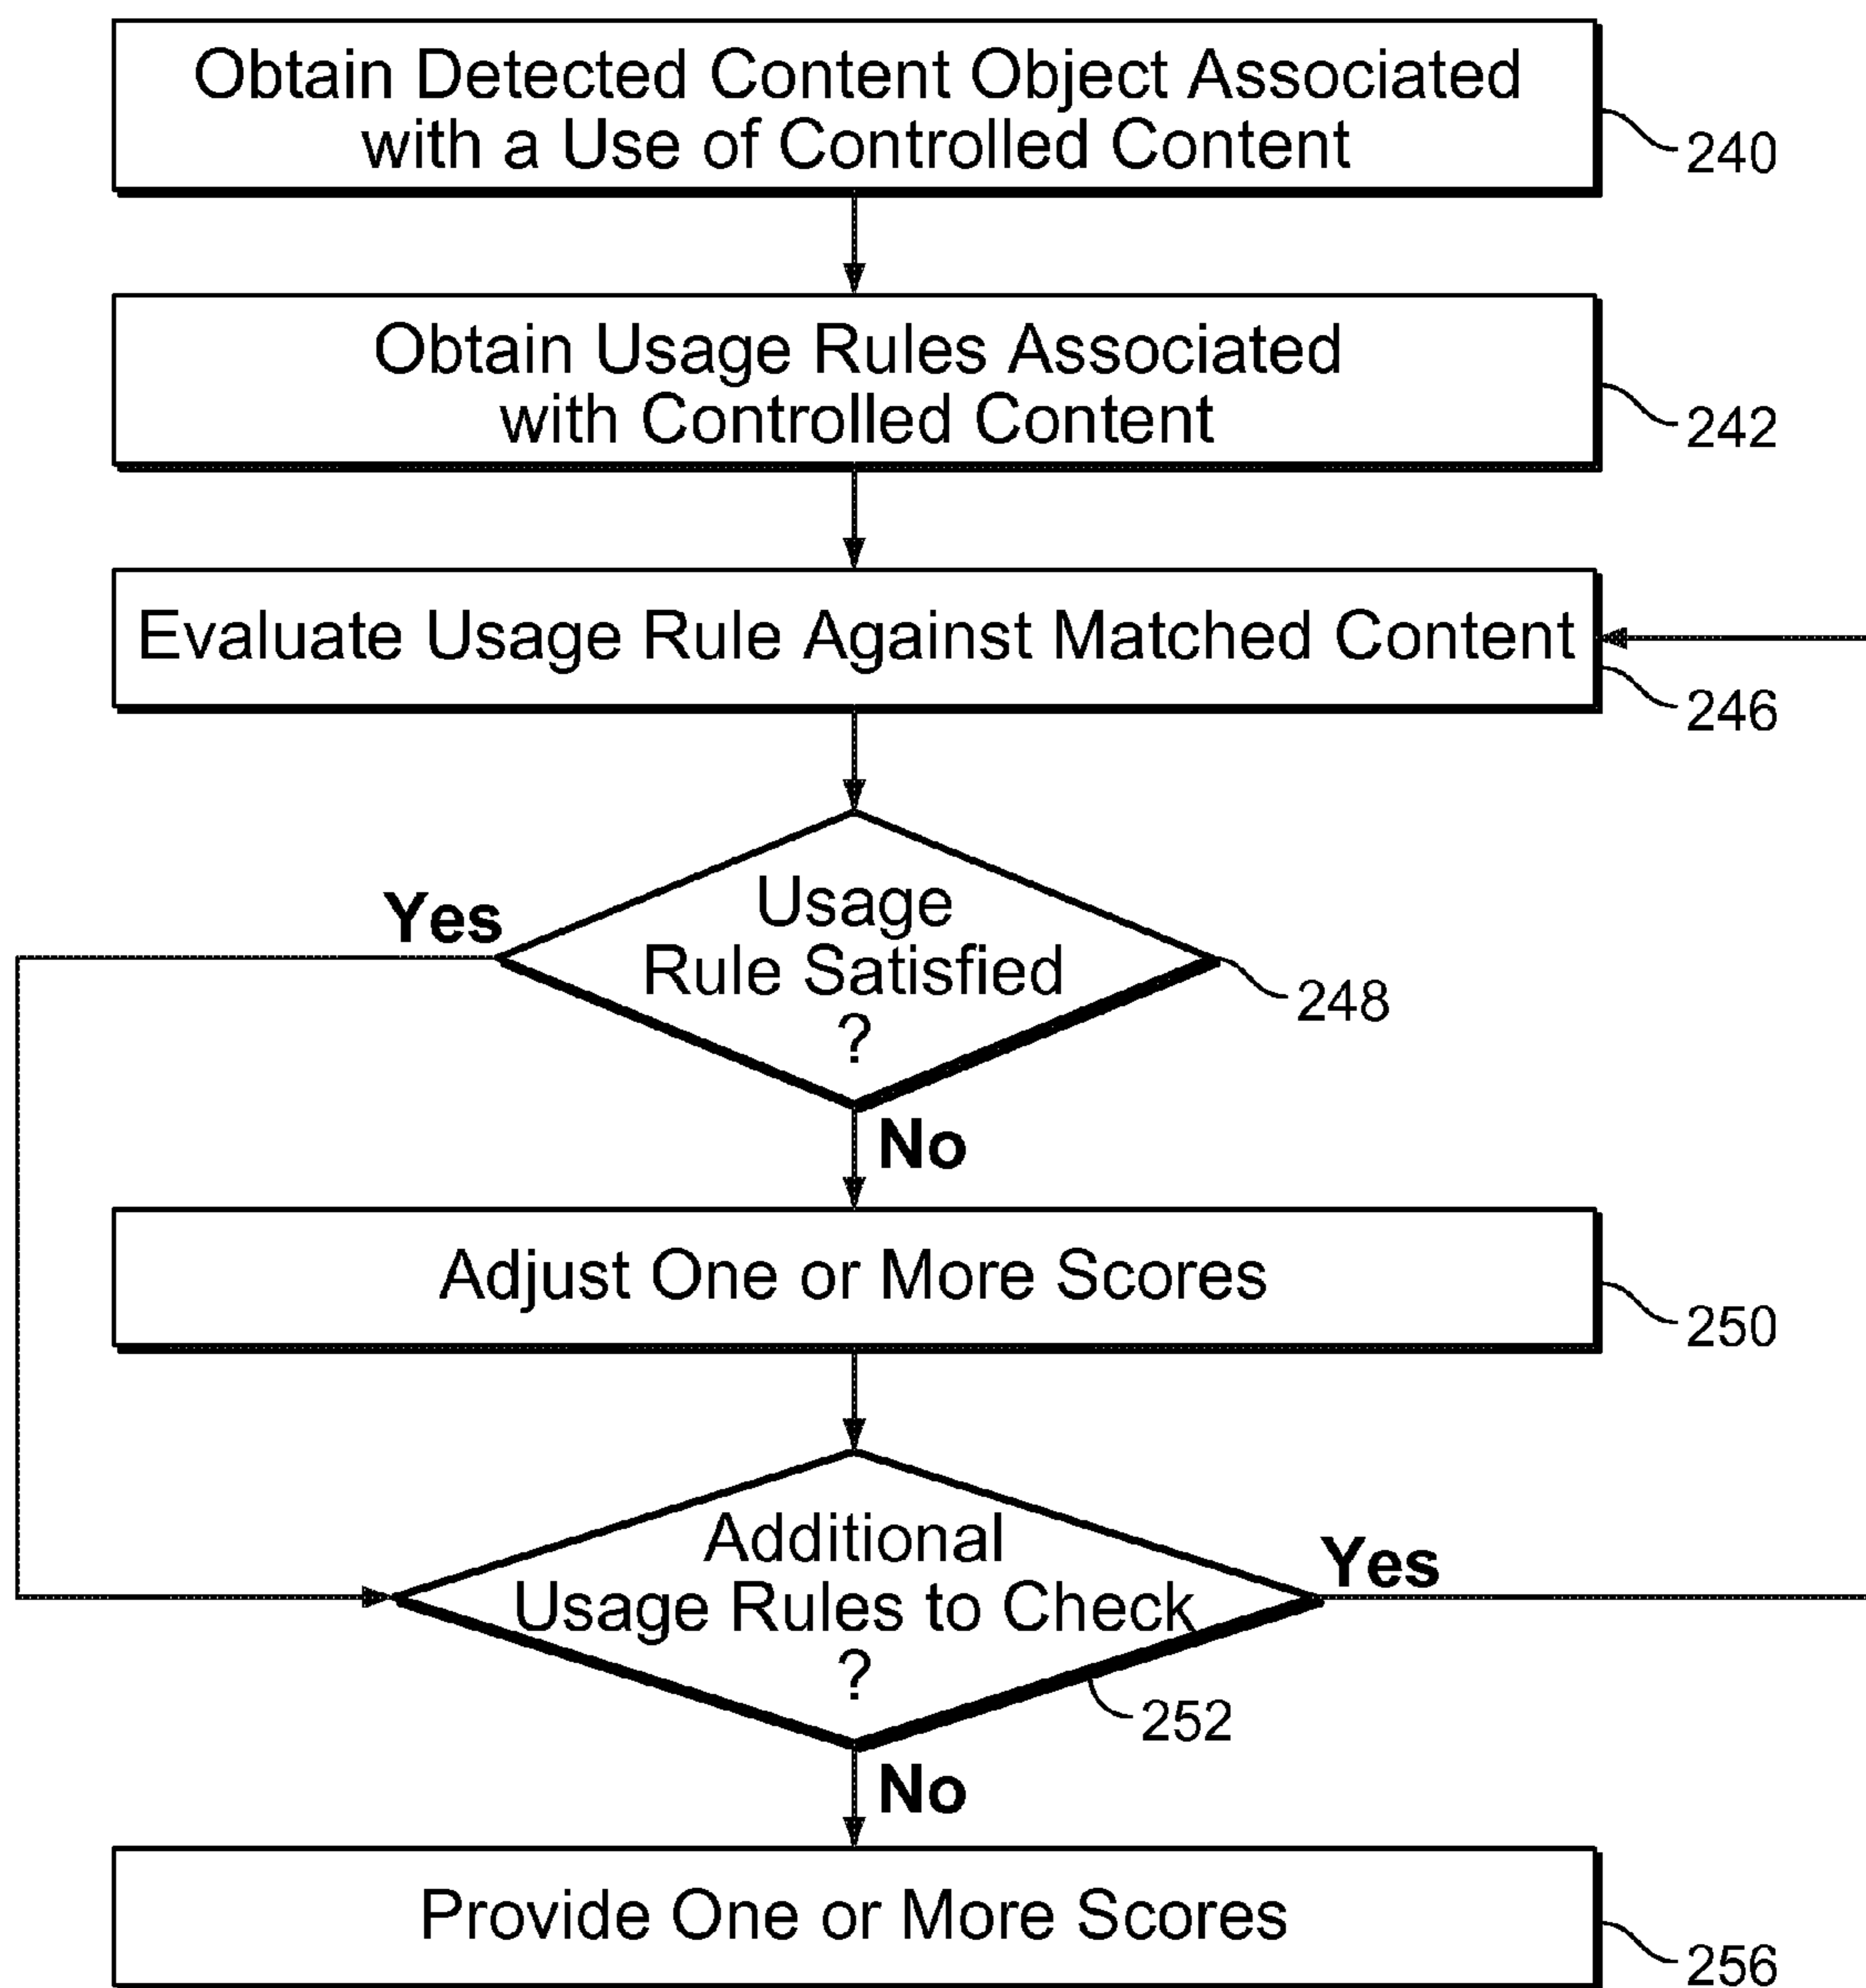 Obtain Detected Content Object Associated
with a Use of Controlled Content
240
Obtain Usage Rules Associated
with Controlled Content
242
Evaluate Usage Rule Against Matched Content
246
Yes
Usage
Rule Satisfied
?
248
No
Adjust One or More Scores
250
Additional
Usage Rules to Check
?
Yes
252
No
Provide One or More Scores
256